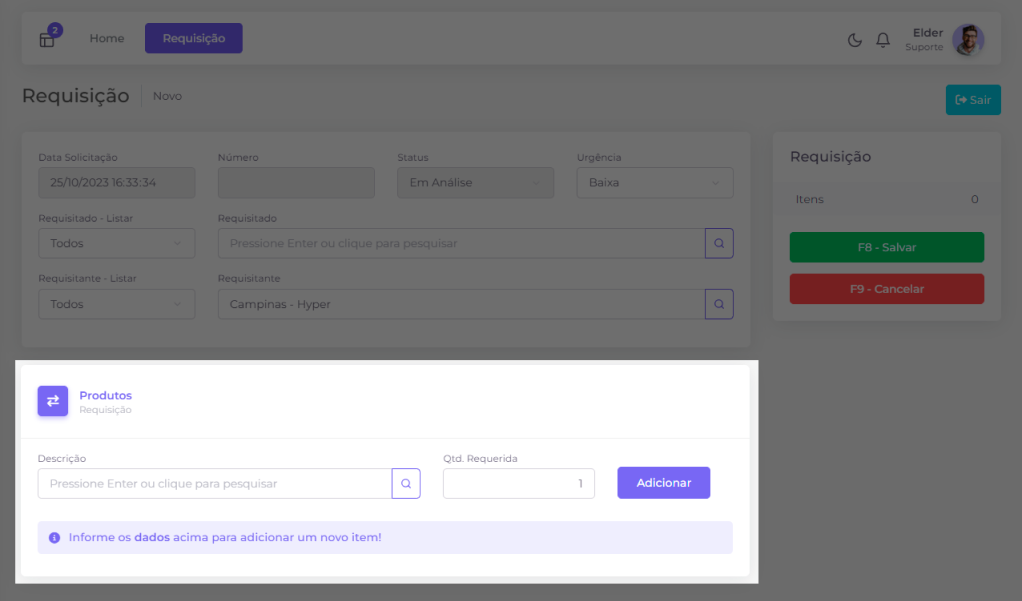 2
Home
Requisição
Elder
Suporte
Requisição
Novo
Sair
Data Solicitação
Número
Status
Urgência
25/10/2023 16:33:34
Em Análise
Baixa
Requisitado - Listar
Requisitado
Todos
Pressione Enter ou clique para pesquisar
Requisitante - Listar
Requisitante
Todos
Campinas - Hyper
Requisição
Itens
0
F8 - Salvar
F9 - Cancelar
Produtos
Requisição
Descrição
Qtd. Requerida
Pressione Enter ou clique para pesquisar
1
Adicionar
Informe os dados acima para adicionar um novo item!